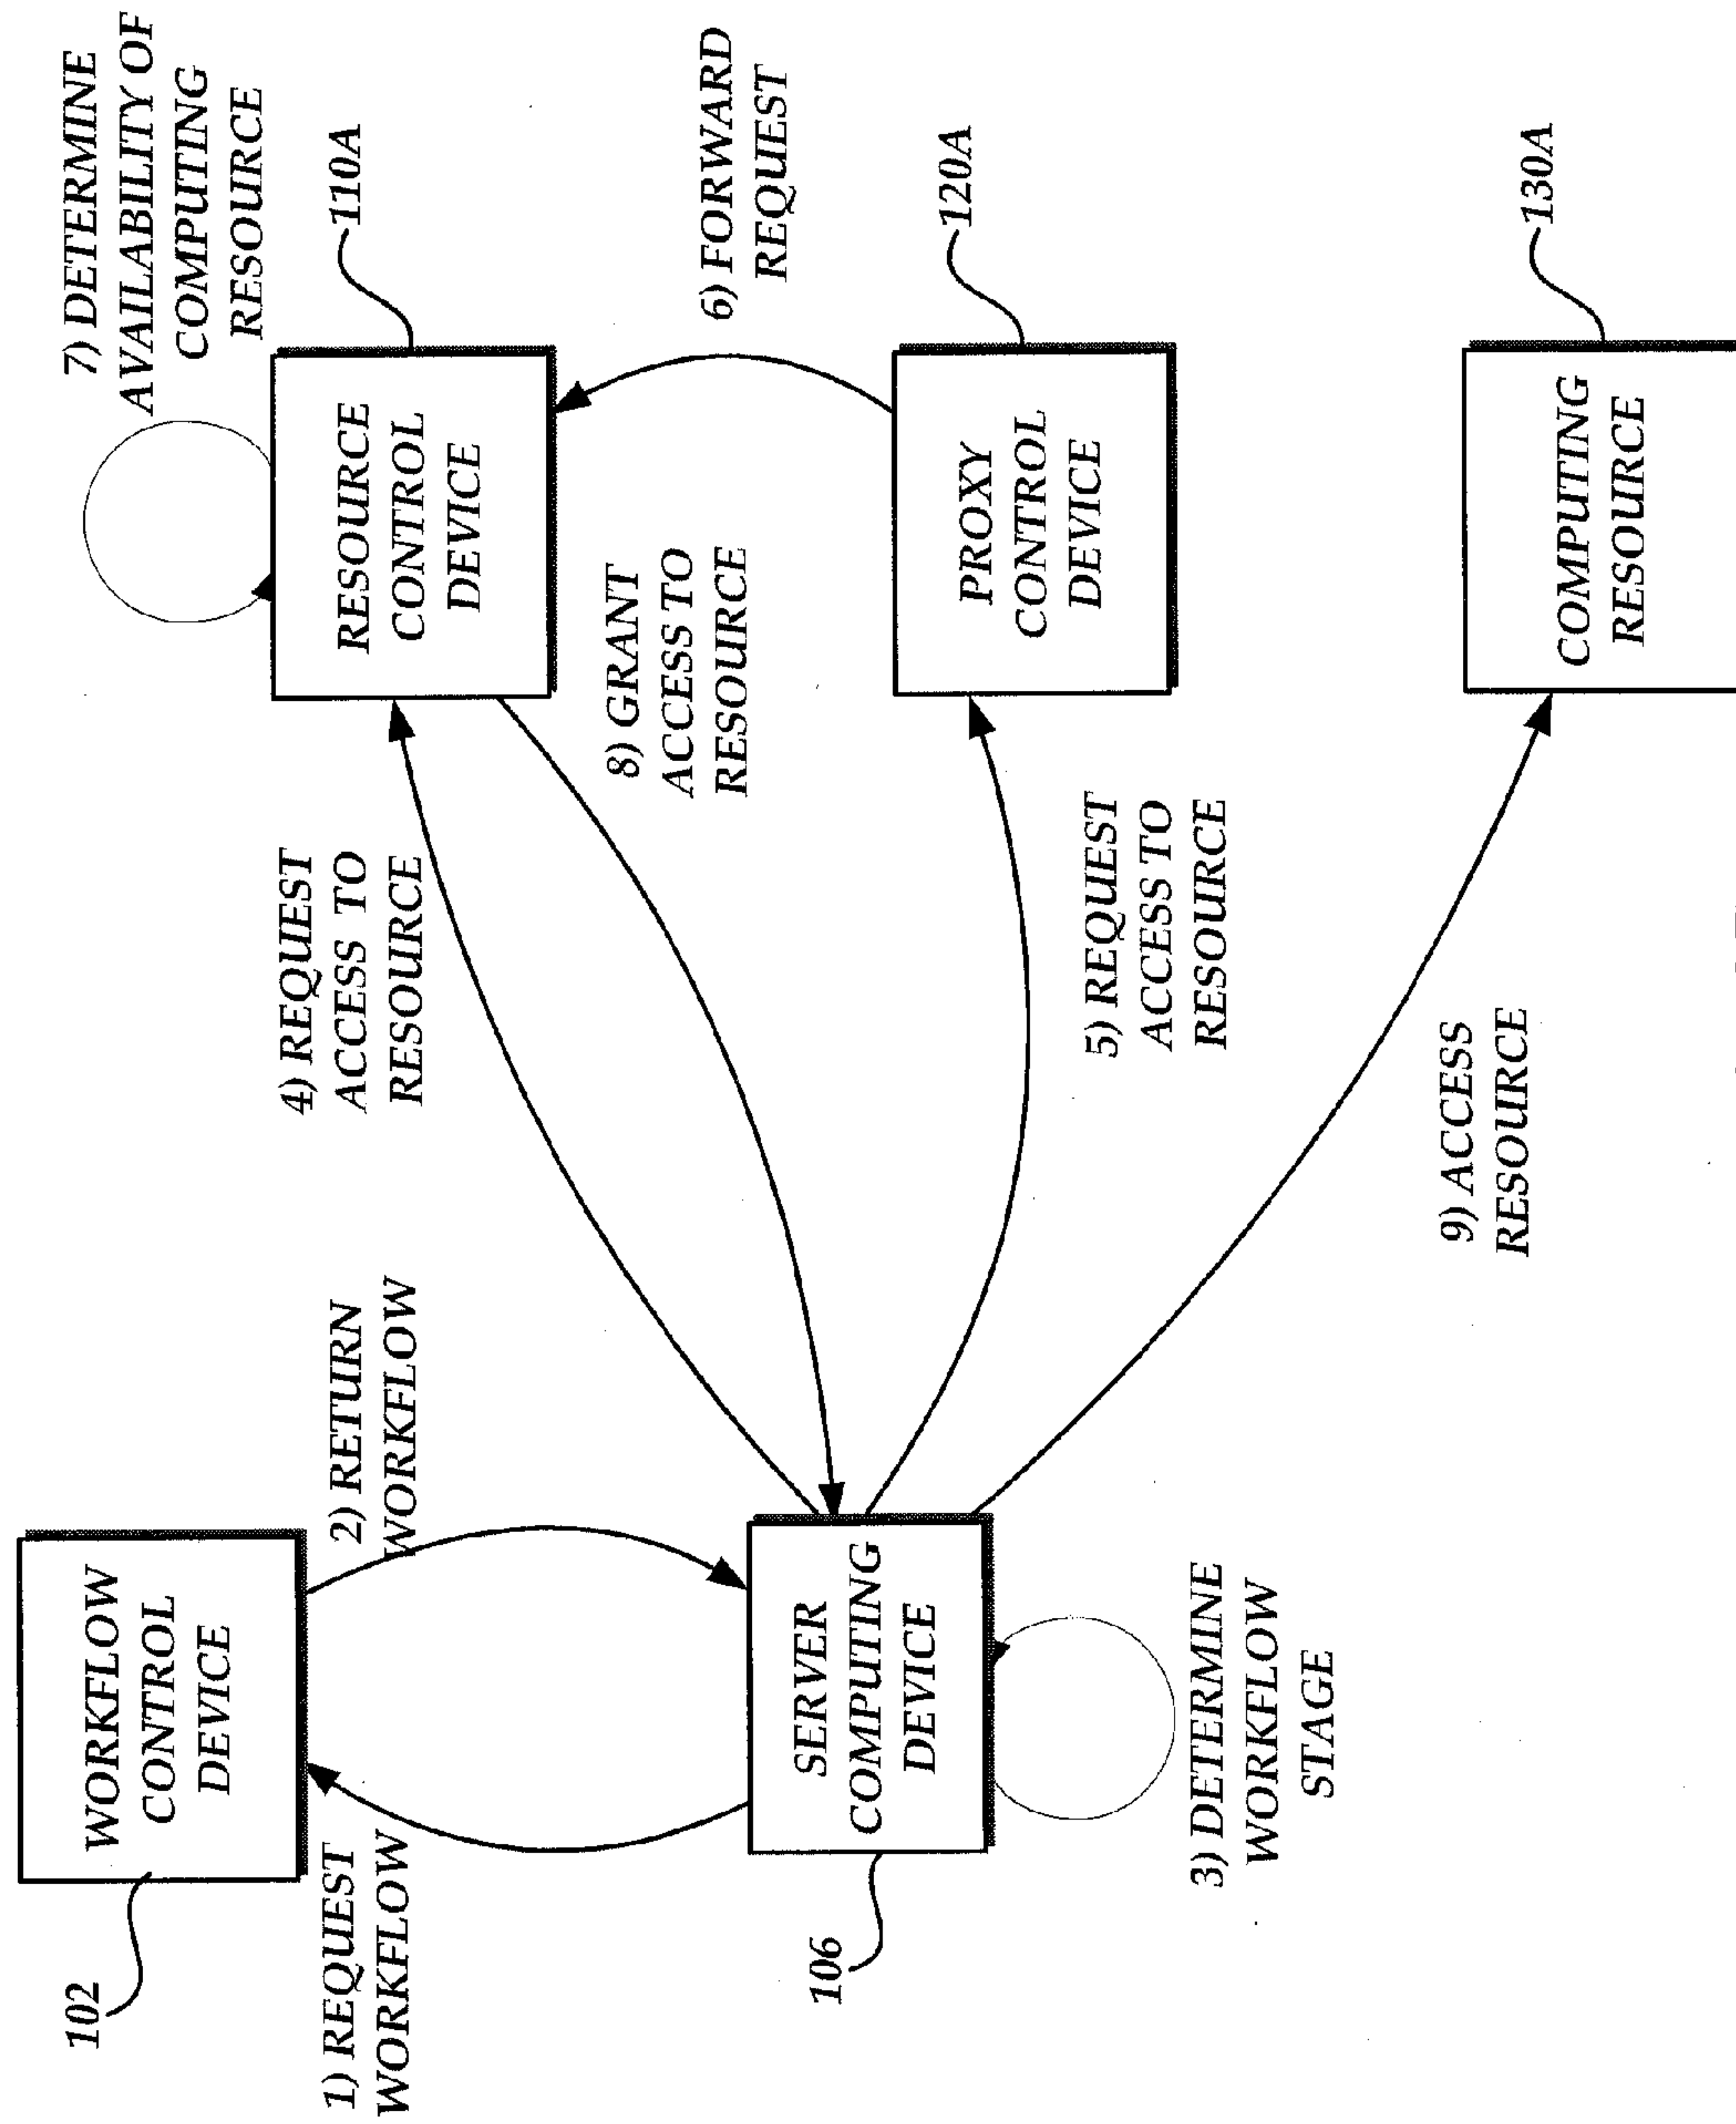 102
WORKFLOW
CONTROL
DEVICE
1) REQUEST
WORKFLOW
2) RETURN
WORKFLOW
106
SERVER
COMPUTING
DEVICE
3) DETERMINE
WORKFLOW
STAGE
4) REQUEST
ACCESS TO
RESOURCE
5) REQUEST
ACCESS TO
RESOURCE
6) FORWARD
REQUEST
7) DETERMINE
AVAILABILITY OF
COMPUTING
RESOURCE
110A
RESOURCE
CONTROL
DEVICE
8) GRANT
ACCESS TO
RESOURCE
120A
PROXY
CONTROL
DEVICE
9) ACCESS
RESOURCE
130A
COMPUTING
RESOURCE